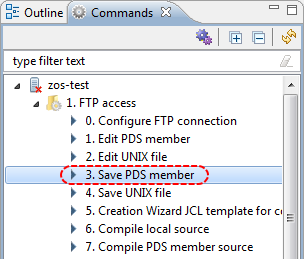 Outline Commands
type filter text
zos-test
1. FTP access
0. Configure FTP connection
1. Edit PDS member
2. Edit UNIX file
3. Save PDS member
4. Save UNIX file
5. Creation Wizard JCL template for
6. Compile local source
7. Compile PDS member source